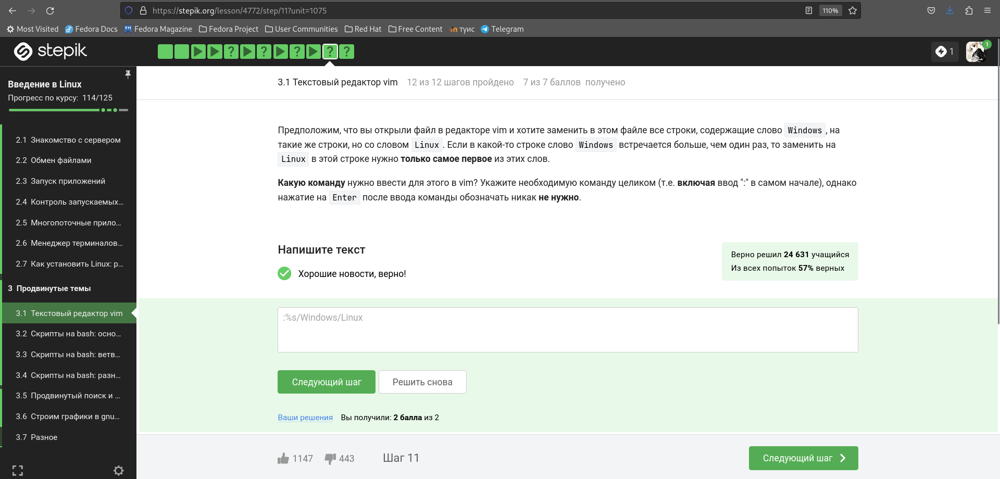 https://stepik.org/lesson/4772/step/11?unit=1075
110%
Most Visited
Fedora Docs
FM
Fedora Magazine
Fedora Project
User Communities
Red Hat
Free Content
туис
Telegram
stepik
?
?
?
?
?
1
1
Введение в Linux
Прогресс по курсу: 114/125
2.1 Знакомство с сервером
2.2 Обмен файлами
2.3 Запуск приложений
2.4 Контроль запускаемых...
2.5 Многопоточные прило...
2.6 Менеджер терминалов...
2.7 Как установить Linux: р...
3 Продвинутые темы
3.1 Текстовый редактор vim
3.2 Скрипты на bash: осно...
3.3 Скрипты на bash: ветв...
3.4 Скрипты на bash: разн...
3.5 Продвинутый поиск и ...
3.6 Строим графики в gnu...
3.7 Разное
3.1 Текстовый редактор vim 12 из 12 шагов пройдено 7 из 7 баллов получено
Предположим, что вы открыли файл в редакторе vim и хотите заменить в этом файле все строки, содержащие слово Windows, на
такие же строки, но со словом Linux. Если в какой-то строке слово Windows встречается больше, чем один раз, то заменить на
Linux в этой строке нужно только самое первое из этих слов.
Какую команду нужно ввести для этого в vim? Укажите необходимую команду целиком (т.е. включая ввод ":" в самом начале), однако
нажатие на Enter после ввода команды обозначать никак не нужно.
Напишите текст
Хорошие новости, верно!
Верно решил 24 631 учащийся
Из всех попыток 57% верных
:%s/Windows/Linux
Следующий шаг
Решить снова
Ваши решения Вы получили: 2 балла из 2
1147
443
Шаг 11
Следующий шаг